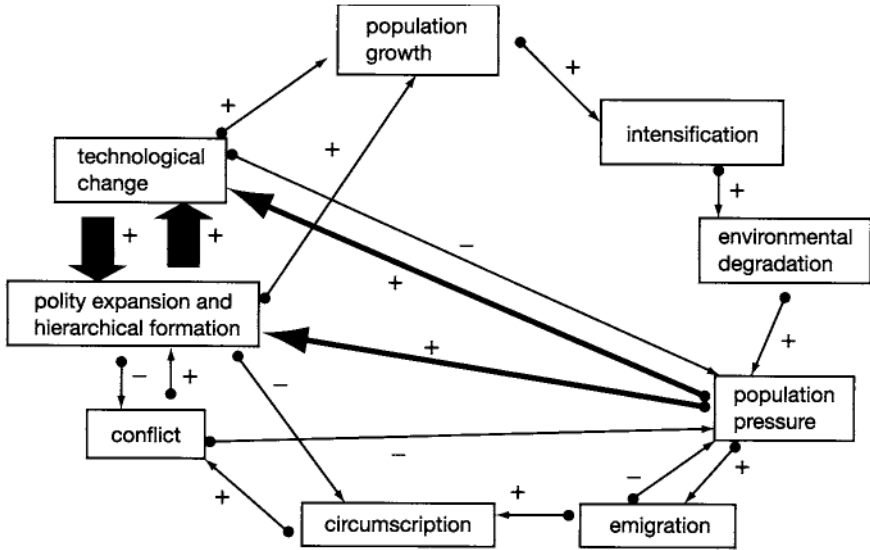 population
growth
+
+
intensification
+
technological
change
+
+
environmental
degradation
−
+
+
+
polity expansion and
hierarchical formation
+
+
−
+
−
population
pressure
conflict
−
−
+
+
+
circumscription
emigration